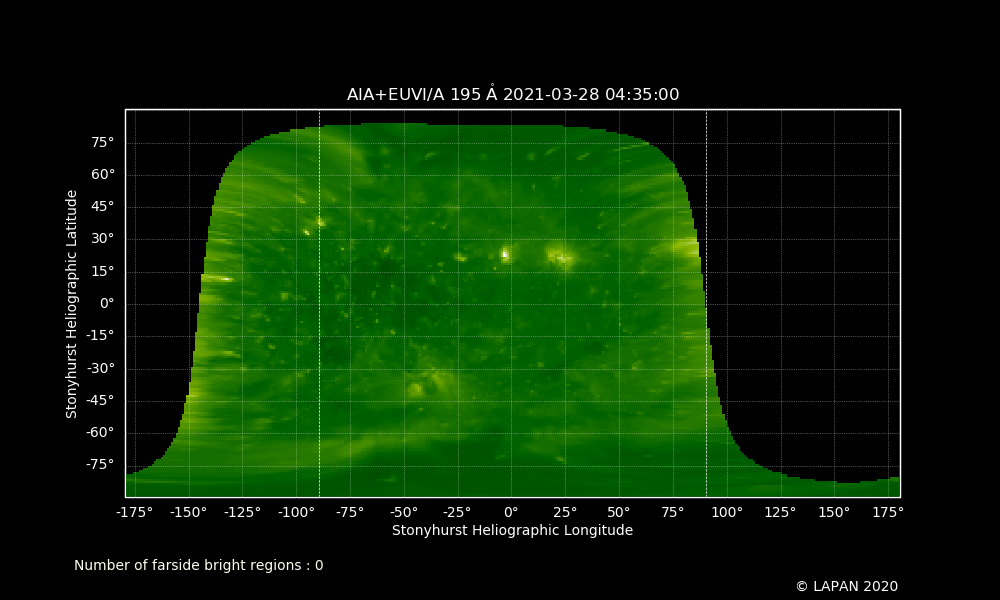 AIA+EUVI/A 195 Å 2021-03-28 04:35:00
75°
60°
45°
30°
15°
0°
-15°
-30°
-45°
-60°
-75°
Stonyhurst Heliographic Latitude
-175° -150° -125° -100° -75° -50° -25° 0° 25° 50° 75° 100° 125° 150° 175°
Stonyhurst Heliographic Longitude
Number of farside bright regions : 0
© LAPAN 2020